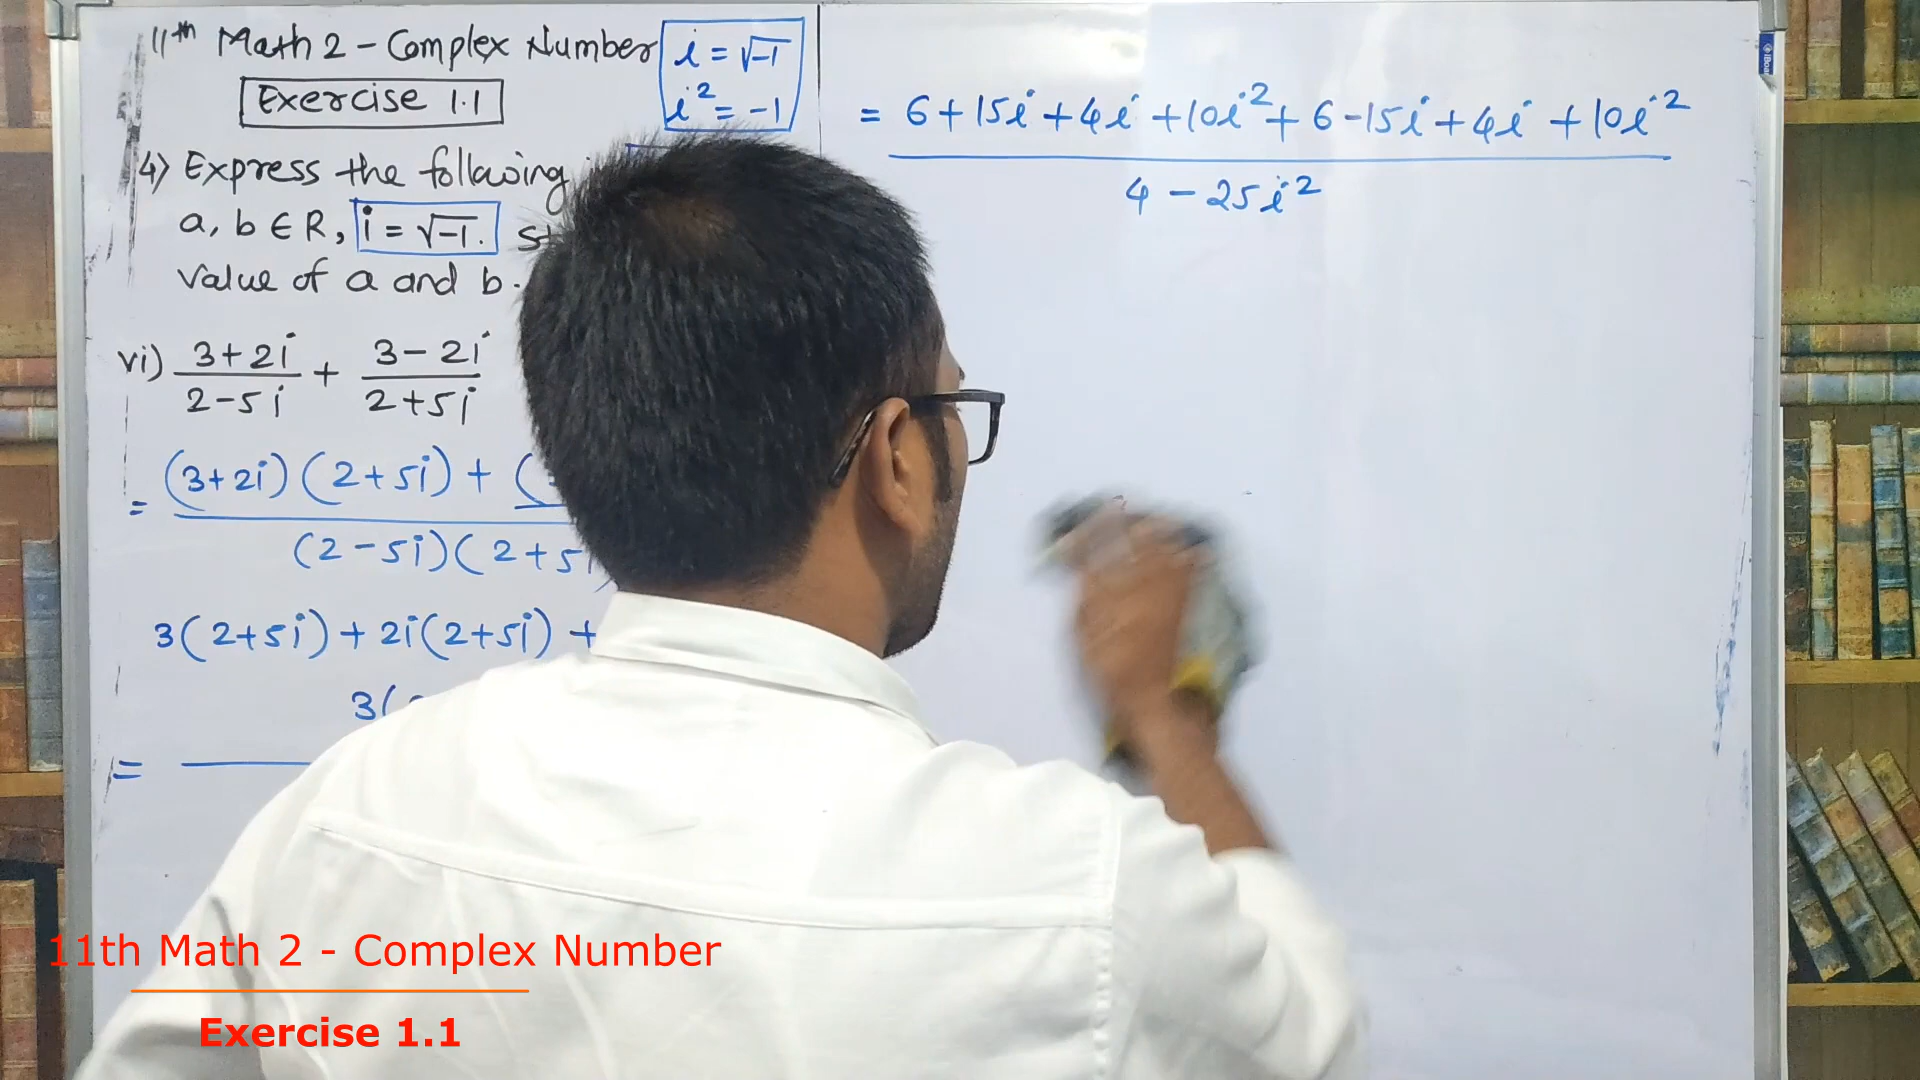 11th Math 2 - Complex Number
Exercise 1.1
i = √-1
i² = -1
4) Express the following
a, b ∈ R, i = √-1.
Value of a and b.
vi) (3+2i)/(2-5i) + (3-2i)/(2+5i)
= (3+2i)(2+5i) + (
(2-5i)(2+5i
3(2+5i) + 2i(2+5i) +
3(
=
= 6+15i+4i+10i²+6-15i+4i+10i²
4 - 25i²
11th Math 2 - Complex Number
Exercise 1.1